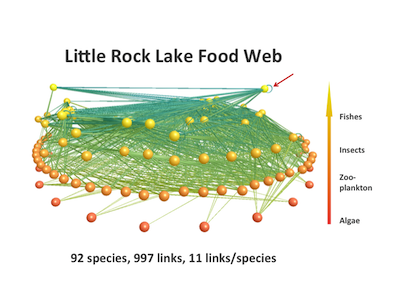 Little Rock Lake Food Web
Fishes
Insects
Zoo-
plankton
Algae
92 species, 997 links, 11 links/species